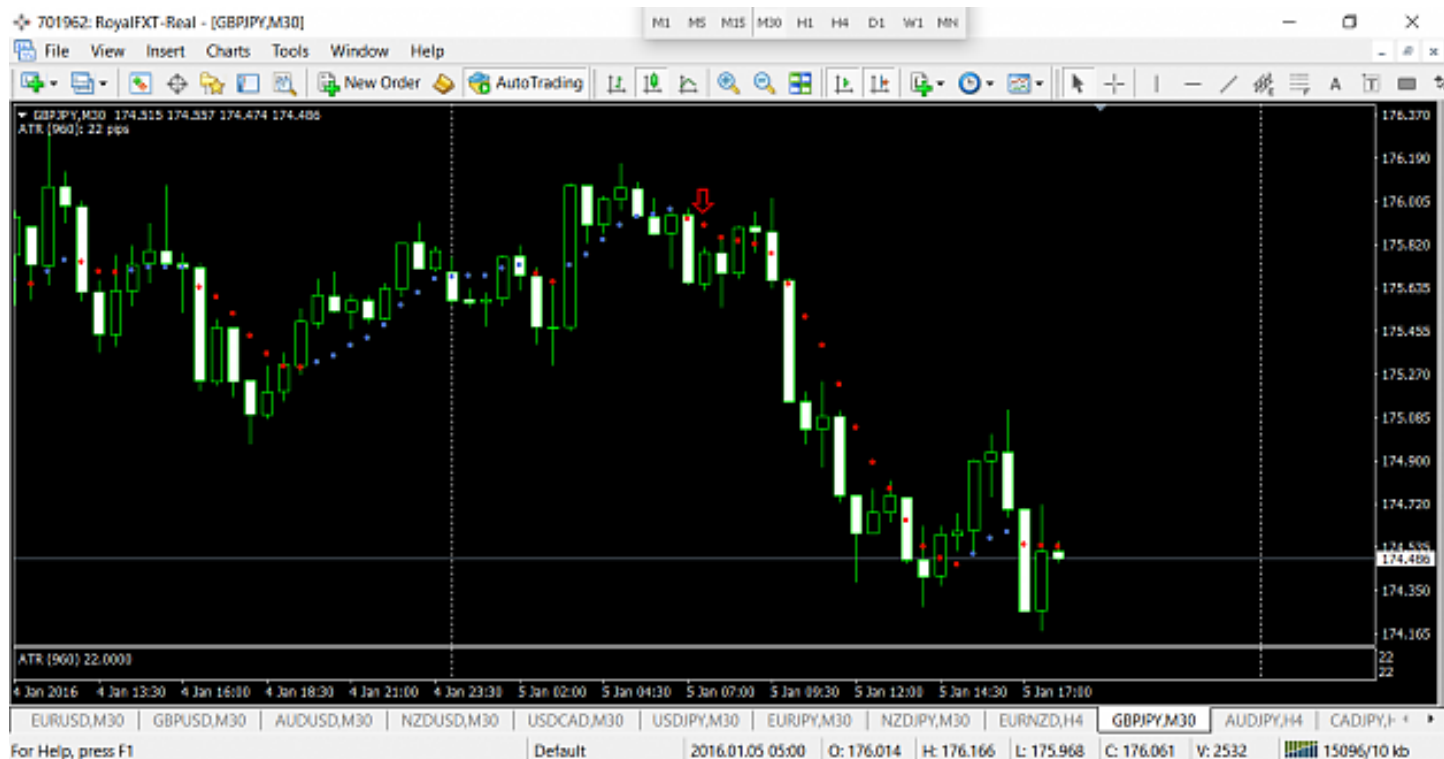 701962: RoyalFXT-Real - [GBPJPY,M30]
M1 M5 M15 M30 H1 H4 D1 W1 MN
File View Insert Charts Tools Window Help
New Order AutoTrading A T
GBPJPY,M30 174.515 174.557 174.474 174.486
ATR (960): 22 pips
176.370
176.190
176.005
175.820
175.635
175.455
175.270
175.085
174.900
174.720
174.535
174.486
174.350
174.165
ATR (960) 22.0000
22
22
4 Jan 2016 4 Jan 13:30 4 Jan 16:00 4 Jan 18:30 4 Jan 21:00 4 Jan 23:30 5 Jan 02:00 5 Jan 04:30 5 Jan 07:00 5 Jan 09:30 5 Jan 12:00 5 Jan 14:30 5 Jan 17:00
EURUSD,M30 GBPUSD,M30 AUDUSD,M30 NZDUSD,M30 USDCAD,M30 USDJPY,M30 EURJPY,M30 NZDJPY,M30 EURNZD,H4 GBPJPY,M30 AUDJPY,H4 CADJPY,H
For Help, press F1 Default 2016.01.05 05:00 O: 176.014 H: 176.166 L: 175.968 C: 176.061 V: 2532 15096/10 kb